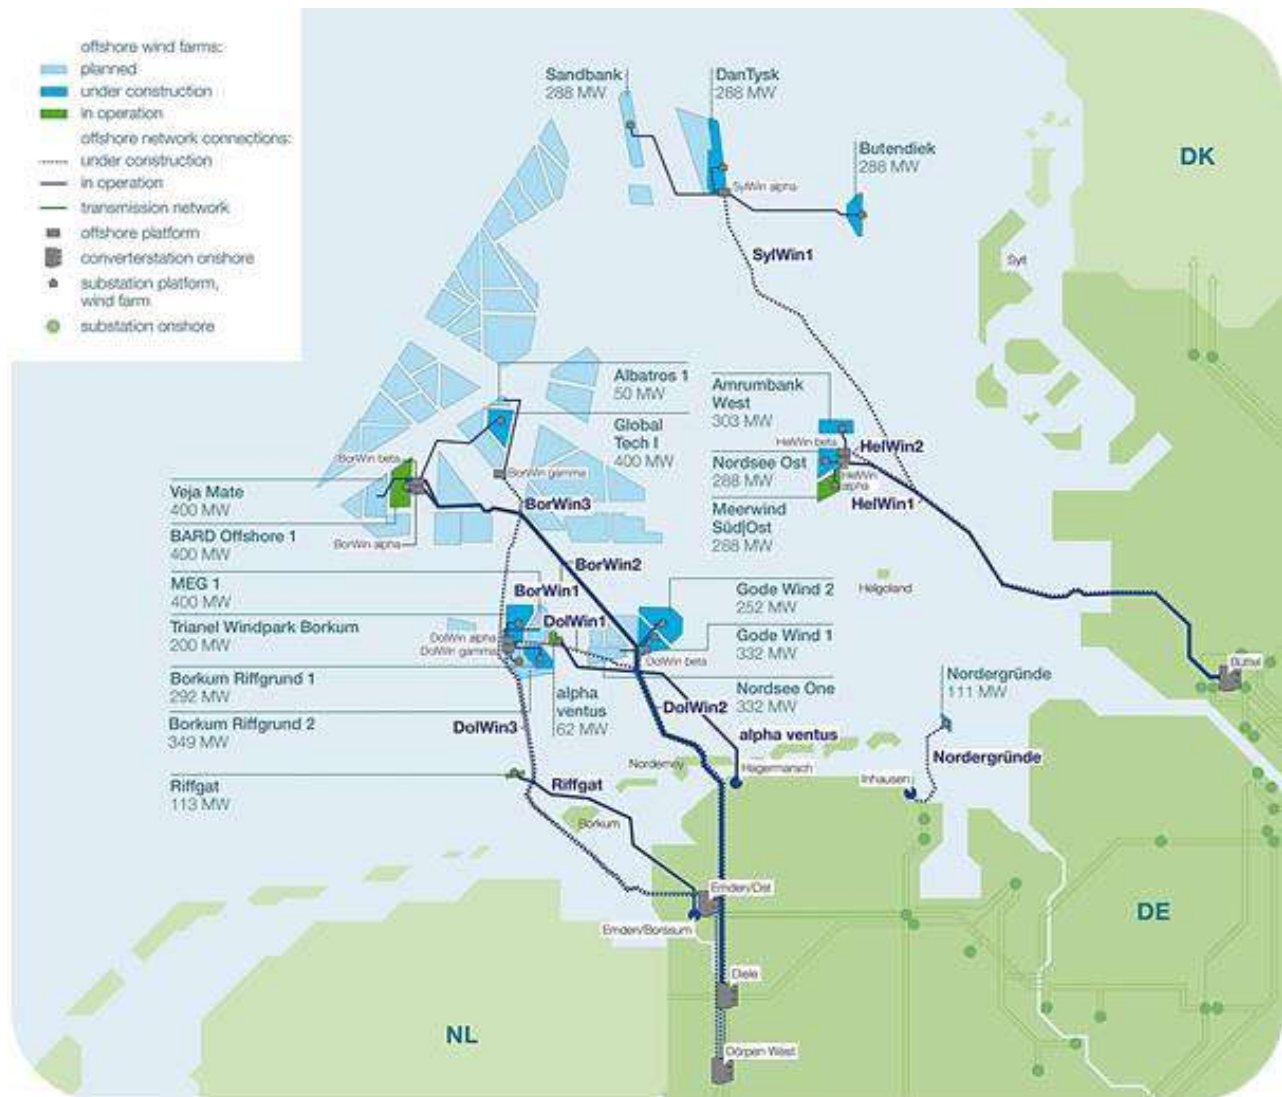 offshore wind farms:
planned
under construction
in operation
offshore network connections:
under construction
in operation
transmission network
offshore platform
converterstation onshore
substation platform,
wind farm
substation onshore
Sandbank
288 MW
DanTysk
288 MW
Butendiek
288 MW
DK
SylWin alpha
SylWin1
Sylt
Albatros 1
50 MW
Global
Tech I
400 MW
Amrumbank
West
303 MW
HelWin beta
HelWin2
Nordsee Ost
288 MW
HelWin
alpha
HelWin1
Meerwind
Süd|Ost
288 MW
BorWin beta
BorWin gamma
Veja Mate
400 MW
BorWin3
BARD Offshore 1
400 MW
BorWin alpha
BorWin2
MEG 1
400 MW
BorWin1
Gode Wind 2
252 MW
Helgoland
Trianel Windpark Borkum
200 MW
DolWin1
DolWin alpha
DolWin gamma
Gode Wind 1
332 MW
DolWin beta
Büttel
Borkum Riffgrund 1
292 MW
alpha
ventus
62 MW
Nordsee One
332 MW
Nordergründe
111 MW
Borkum Riffgrund 2
349 MW
DolWin3
DolWin2
alpha ventus
Nordergründe
Norderney
Hagermarsch
Inhausen
Riffgat
113 MW
Riffgat
Borkum
Emden/Ost
Emden/Borssum
DE
Diele
NL
Dörpen West